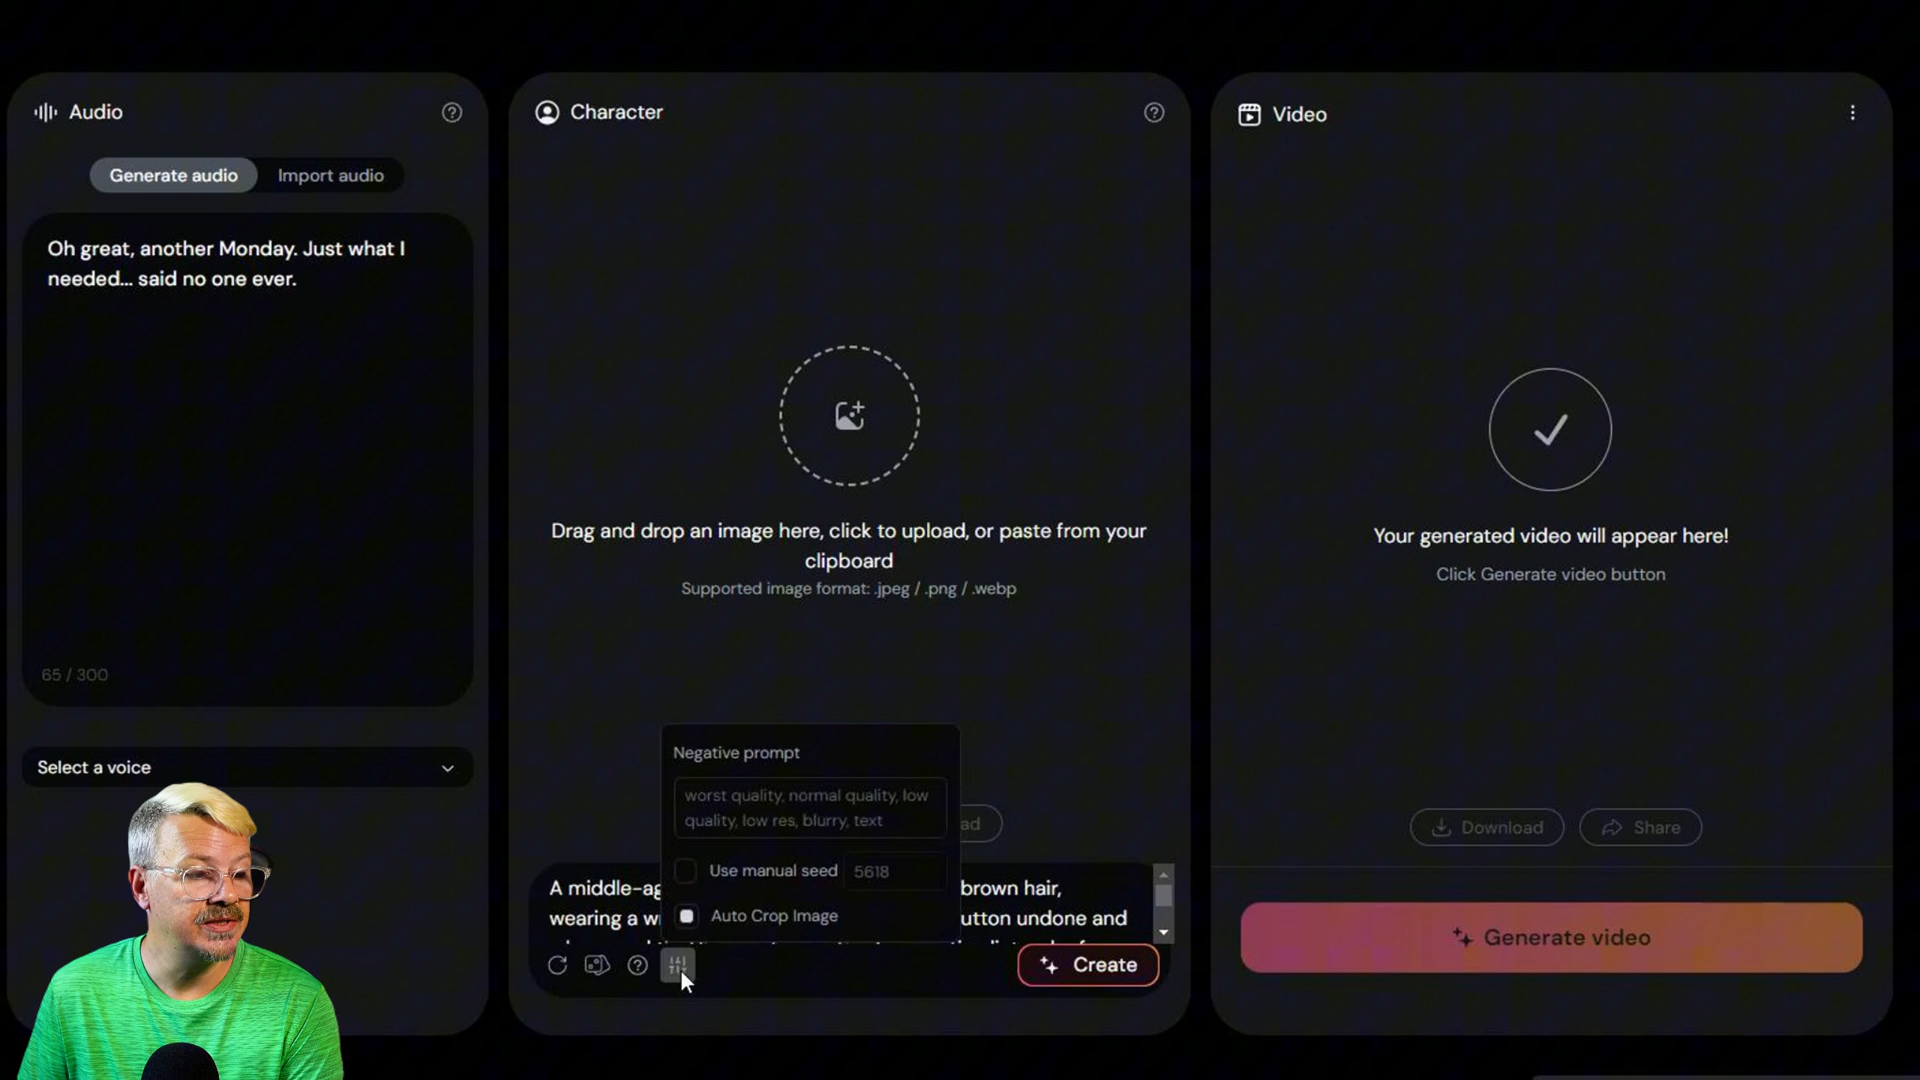 Audio
Generate audio
Import audio
Oh great, another Monday. Just what I
needed... said no one ever.
65 / 300
Select a voice
Character
Drag and drop an image here, click to upload, or paste from your
clipboard
Supported image format: .jpeg / .png / .webp
Negative prompt
worst quality, normal quality, low
quality, low res, blurry, text
ad
Use manual seed
5618
Auto Crop Image
A middle-ag brown hair,
wearing a w utton undone and
Create
Video
Your generated video will appear here!
Click Generate video button
Download
Share
Generate video